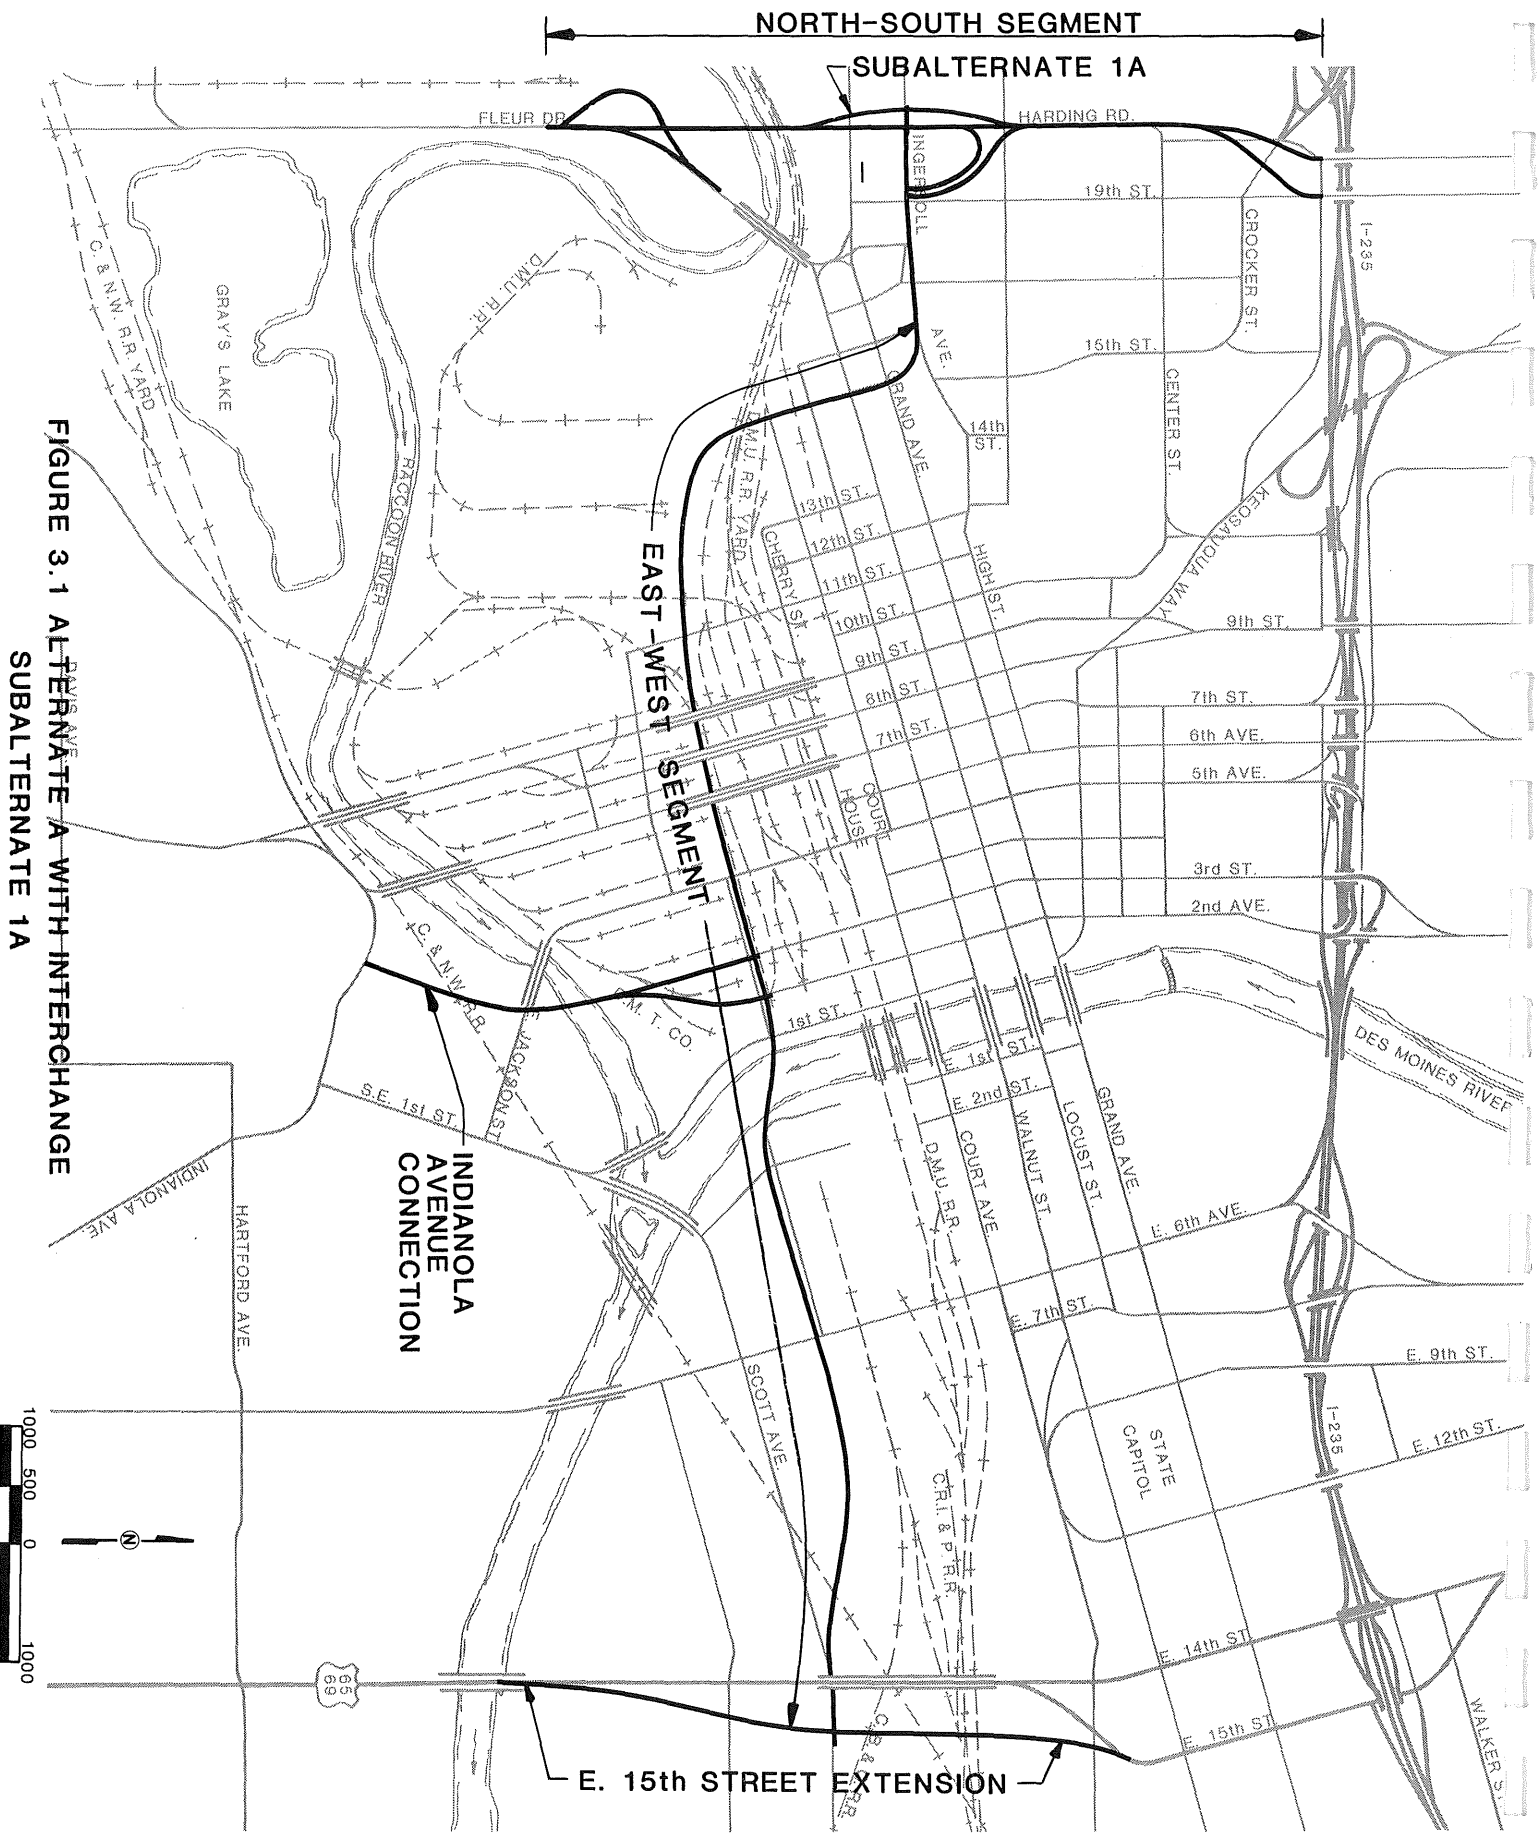 NORTH-SOUTH SEGMENT
SUBALTERNATE 1A
FLEUR DR.
HARDING RD.
INGERSOLL
AVE.
19th ST.
CROCKER ST.
I-235
C. & N.W. R.R. YARD
GRAY'S LAKE
D.M.U. R.R.
RACCOON RIVER
15th ST.
CENTER ST.
GRAND AVE.
14th
ST.
D.M.U. R.R. YARD
13th ST.
12th ST.
11th ST.
10th ST.
9th ST.
8th ST.
7th ST.
CHERRY ST.
HIGH ST.
KEOSAUQUA WAY
EAST-WEST SEGMENT
9th ST.
7th ST.
6th AVE.
5th AVE.
3rd ST.
2nd AVE.
COURT
HOUSE
DAVIS AVE
C. & N.W. R.R.
D.M. T. CO.
JACKSON ST.
1st ST.
E. 1st ST.
E. 2nd ST.
DES MOINES RIVER
S.E. 1st ST.
INDIANOLA AVE.
HARTFORD AVE.
INDIANOLA
AVENUE
CONNECTION
D.M.U. R.R.
COURT AVE.
WALNUT ST.
LOCUST ST.
GRAND AVE.
E. 6th AVE.
E. 7th ST.
E. 9th ST.
I-235
E. 12th ST.
STATE
CAPITOL
SCOTT AVE.
C.R.I. & P. R.R.
E. 14th ST.
E. 15th ST.
WALKER ST.
65
69
E. 15th STREET EXTENSION
1000 500 0 1000
N
FIGURE 3.1 ALTERNATE A WITH INTERCHANGE
SUBALTERNATE 1A